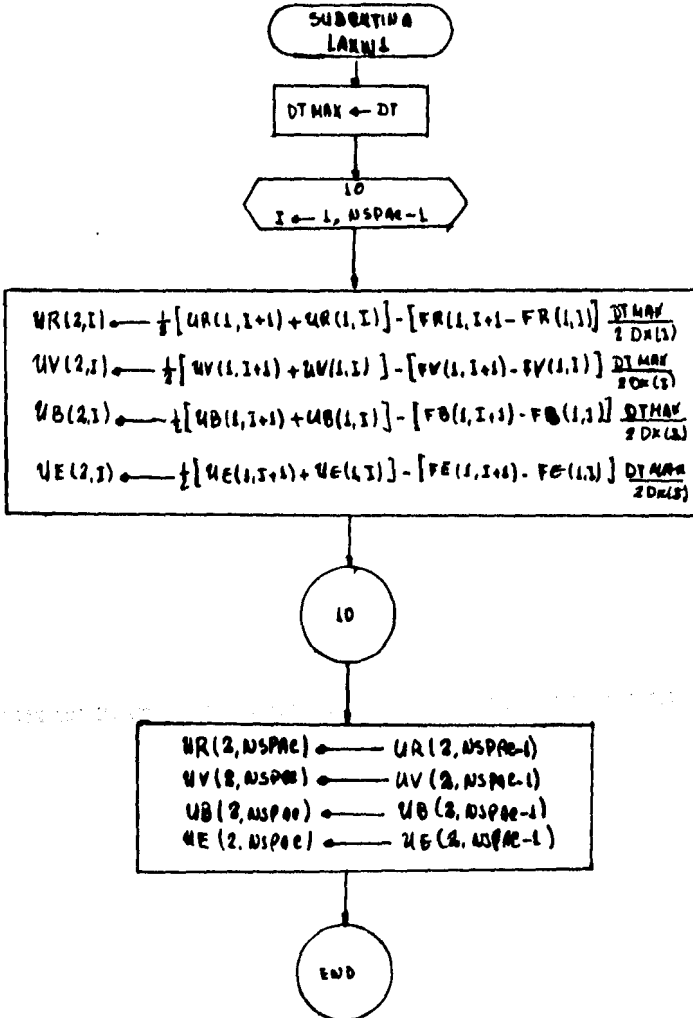 SUBRUTINA
LAXW1
DTMAX ← DT
10
I ← 1, NSPAC-1
UR(2,I) ← 1/2 [UR(1,I+1) + UR(1,I)] - [FR(1,I+1 - FR(1,I)] DTMAX / 2DX(I)
UV(2,I) ← 1/2 [UV(1,I+1) + UV(1,I)] - [FV(1,I+1) - FV(1,I)] DTMAX / 2DX(I)
UB(2,I) ← 1/2 [UB(1,I+1) + UB(1,I)] - [FB(1,I+1) - FB(1,I)] DTMAX / 2DX(I)
UE(2,I) ← 1/2 [UE(1,I+1) + UE(1,I)] - [FE(1,I+1) - FE(1,I)] DTMAX / 2DX(I)
10
UR(2,NSPAC) ← UR(2,NSPAC-1)
UV(2,NSPAC) ← UV(2,NSPAC-1)
UB(2,NSPAC) ← UB(2,NSPAC-1)
UE(2,NSPAC) ← UE(2,NSPAC-1)
END